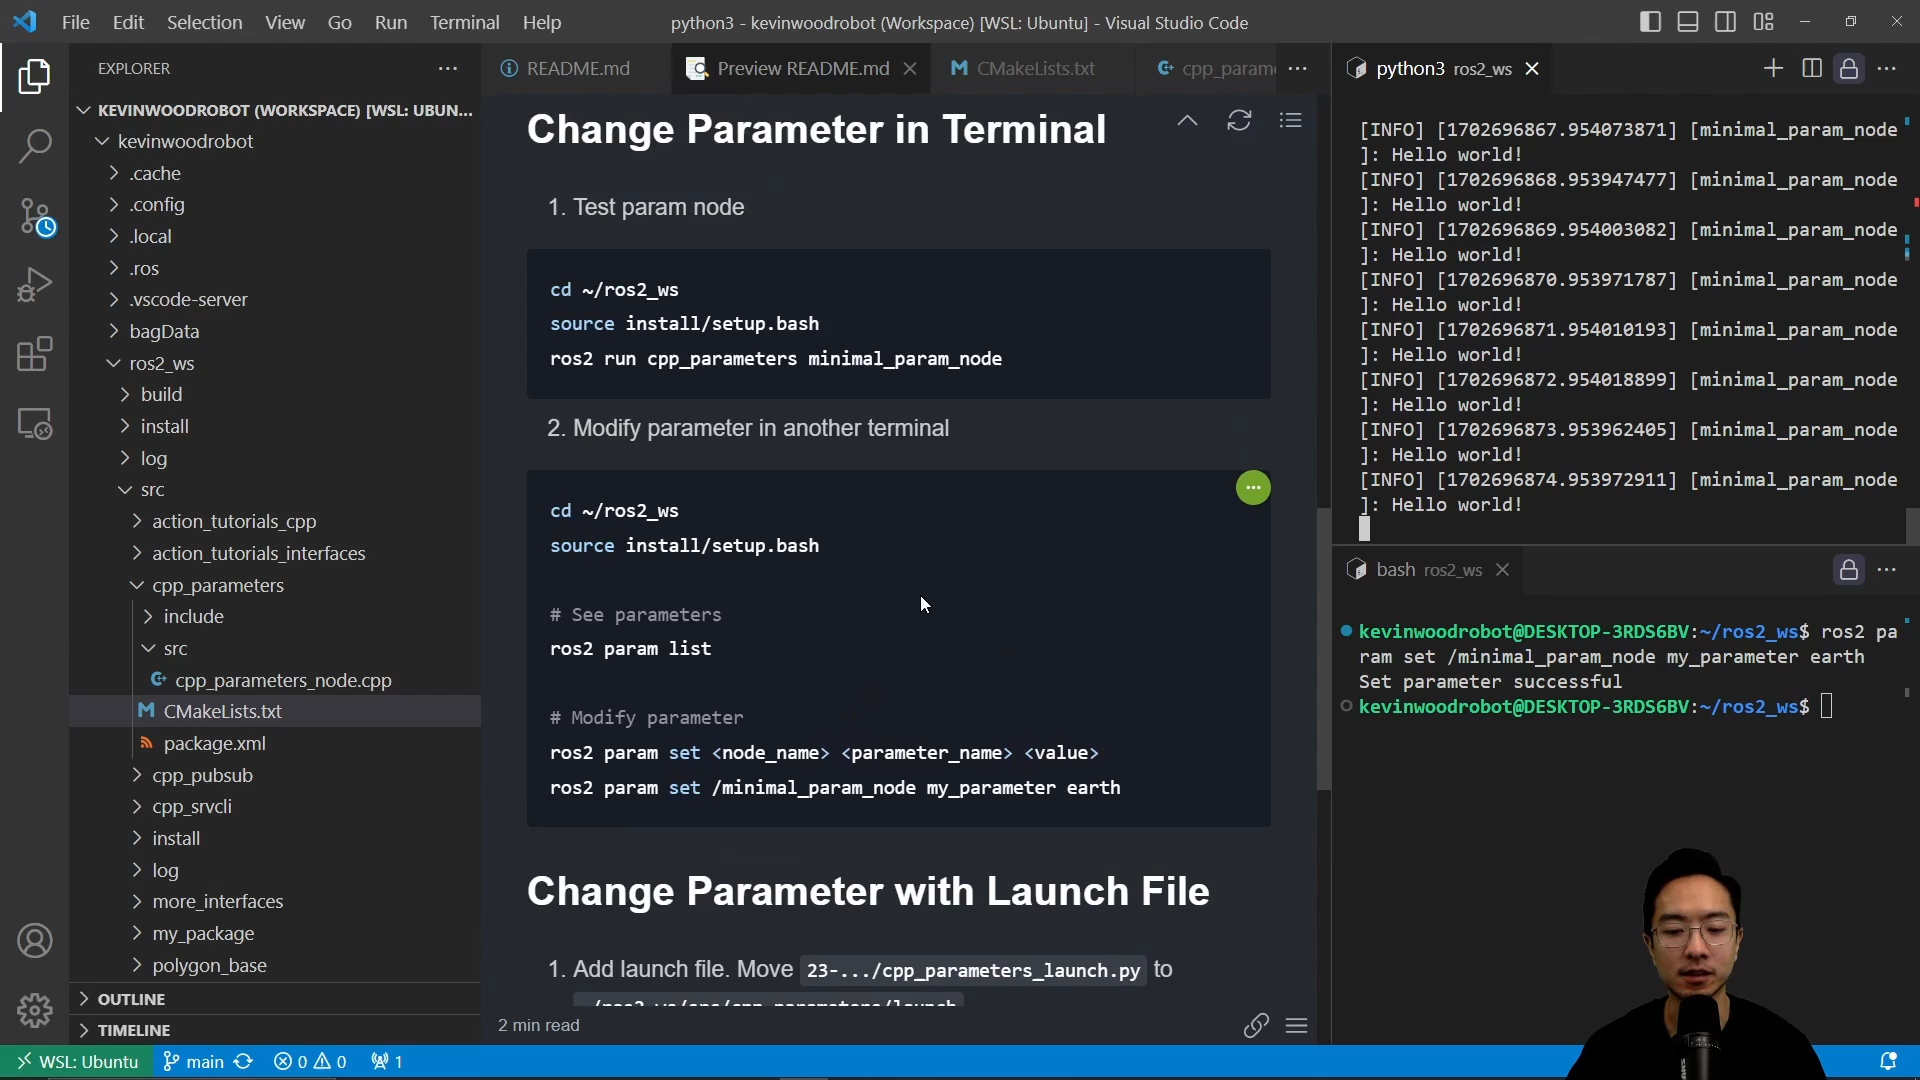 File Edit Selection View Go Run Terminal Help
python3 - kevinwoodrobot (Workspace) [WSL: Ubuntu] - Visual Studio Code
EXPLORER
KEVINWOODROBOT (WORKSPACE) [WSL: UBUN...
kevinwoodrobot
.cache
.config
.local
.ros
.vscode-server
bagData
ros2_ws
build
install
log
src
action_tutorials_cpp
action_tutorials_interfaces
cpp_parameters
include
src
cpp_parameters_node.cpp
CMakeLists.txt
package.xml
cpp_pubsub
cpp_srvcli
install
log
more_interfaces
my_package
polygon_base
OUTLINE
TIMELINE
README.md
Preview README.md
CMakeLists.txt
cpp_param
Change Parameter in Terminal
1. Test param node
cd ~/ros2_ws
source install/setup.bash
ros2 run cpp_parameters minimal_param_node
2. Modify parameter in another terminal
cd ~/ros2_ws
source install/setup.bash
# See parameters
ros2 param list
# Modify parameter
ros2 param set <node_name> <parameter_name> <value>
ros2 param set /minimal_param_node my_parameter earth
Change Parameter with Launch File
1. Add launch file. Move 23-.../cpp_parameters_launch.py to
2 min read
python3 ros2_ws
[INFO] [1702696867.954073871] [minimal_param_node
]: Hello world!
[INFO] [1702696868.953947477] [minimal_param_node
]: Hello world!
[INFO] [1702696869.954003082] [minimal_param_node
]: Hello world!
[INFO] [1702696870.953971787] [minimal_param_node
]: Hello world!
[INFO] [1702696871.954010193] [minimal_param_node
]: Hello world!
[INFO] [1702696872.954018899] [minimal_param_node
]: Hello world!
[INFO] [1702696873.953962405] [minimal_param_node
]: Hello world!
[INFO] [1702696874.953972911] [minimal_param_node
]: Hello world!
bash ros2_ws
kevinwoodrobot@DESKTOP-3RDS6BV:~/ros2_ws$ ros2 pa
ram set /minimal_param_node my_parameter earth
Set parameter successful
kevinwoodrobot@DESKTOP-3RDS6BV:~/ros2_ws$
WSL: Ubuntu main 0 0 1